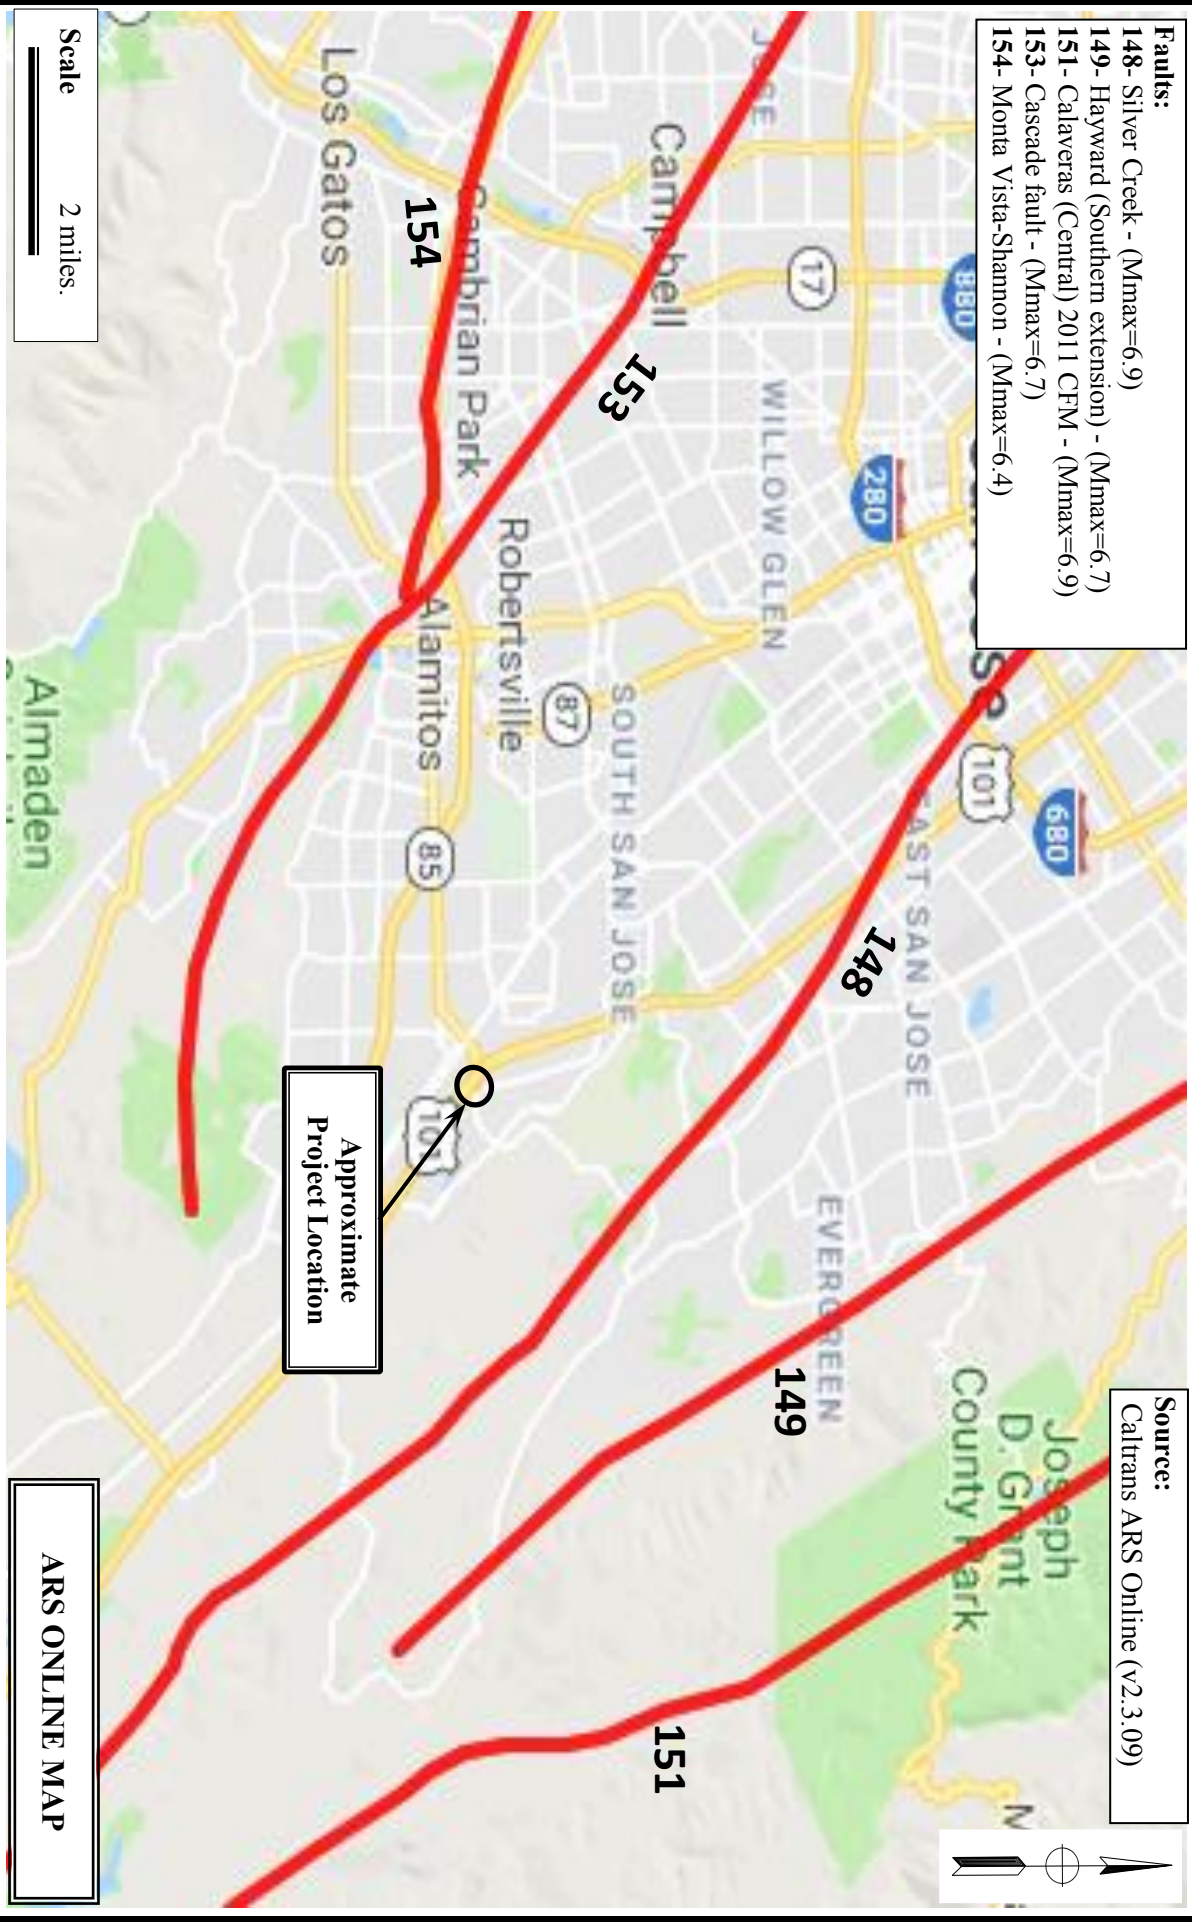 Faults:
148- Silver Creek - (Mmax=6.9)
149- Hayward (Southern extension) - (Mmax=6.7)
151- Calaveras (Central) 2011 CFM - (Mmax=6.9)
153- Cascade fault - (Mmax=6.7)
154- Monta Vista-Shannon - (Mmax=6.4)
Source:
Caltrans ARS Online (v2.3.09)
880
280
680
101
17
Campbell
153
WILLOW GLEN
EAST SAN JOSE
148
EVERGREEN
149
Joseph
D. Grant
County Park
151
Los Gatos
154
Cambrian Park
Robertsville
87
SOUTH SAN JOSE
Alamitos
85
101
Approximate
Project Location
Almaden
Scale
2 miles.
ARS ONLINE MAP